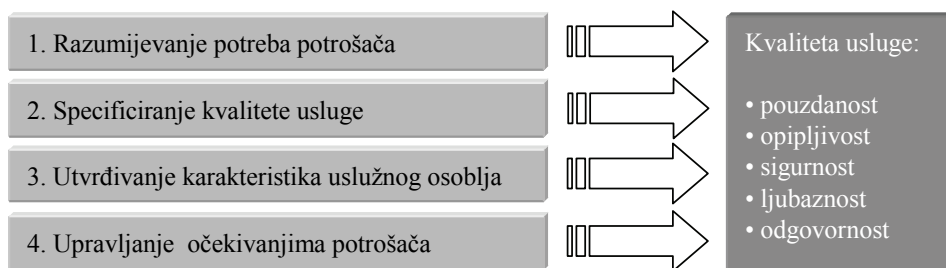 1. Razumijevanje potreba potrošača
2. Specificiranje kvalitete usluge
3. Utvrđivanje karakteristika uslužnog osoblja
4. Upravljanje očekivanjima potrošača
Kvaliteta usluge:
• pouzdanost
• opipljivost
• sigurnost
• ljubaznost
• odgovornost